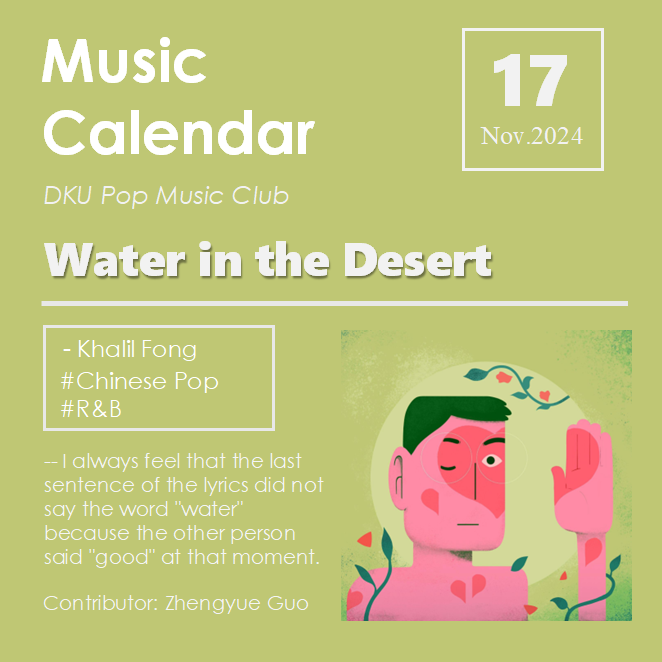 Music
Calendar
17
Nov.2024
DKU Pop Music Club
Water in the Desert
- Khalil Fong
#Chinese Pop
#R&B
-- I always feel that the last
sentence of the lyrics did not
say the word "water"
because the other person
said "good" at that moment.
Contributor: Zhengyue Guo